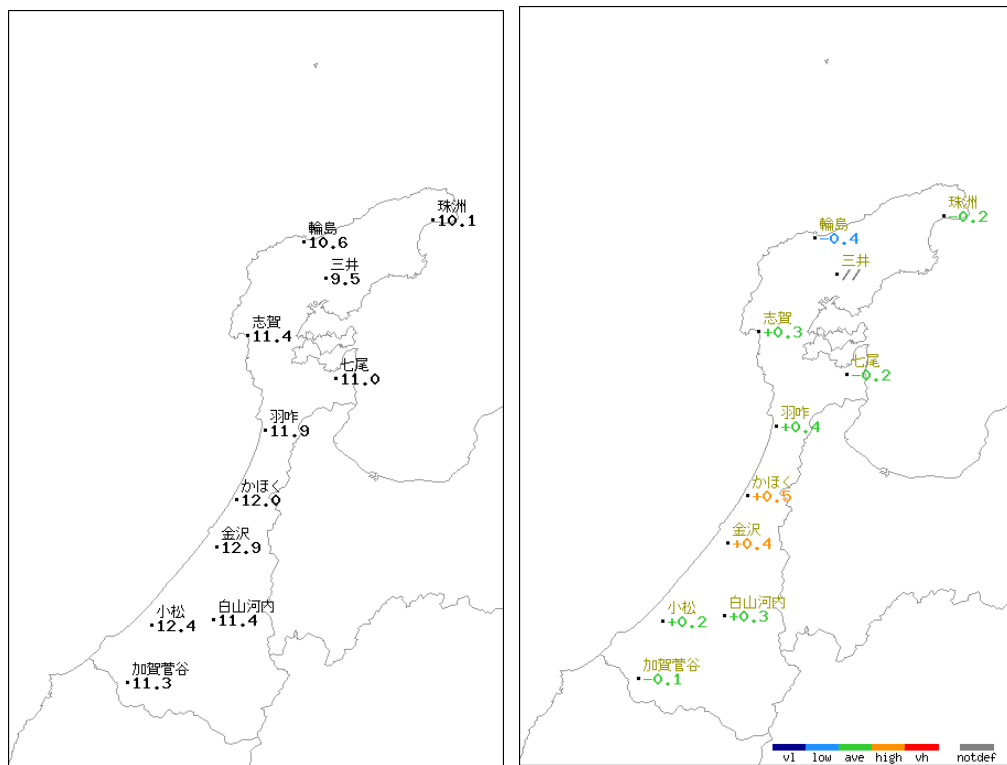 珠洲
10.1
輪島
10.6
三井
9.5
志賀
11.4
七尾
11.0
羽咋
11.9
かほく
12.0
金沢
12.9
小松
12.4
白山河内
11.4
加賀菅谷
11.3
珠洲
-0.2
輪島
-0.4
三井
//
志賀
+0.3
七尾
-0.2
羽咋
+0.4
かほく
+0.5
金沢
+0.4
小松
+0.2
白山河内
+0.3
加賀菅谷
-0.1
vl low ave high vh notdef